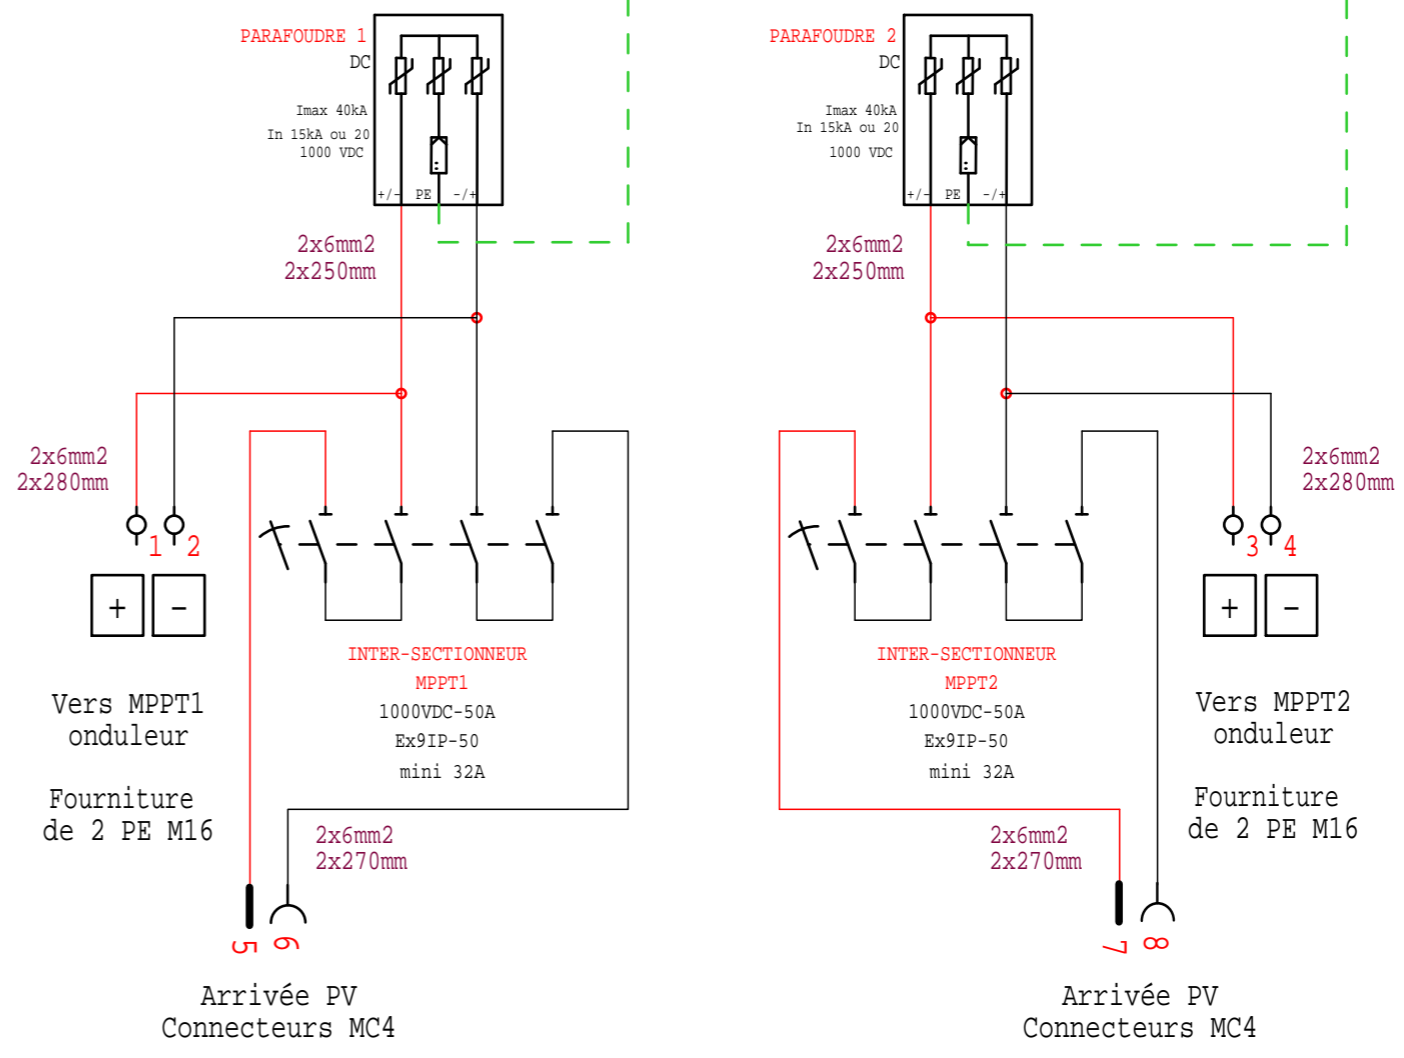 PARAFOUDRE 1
DC
Imax 40kA
In 15kA ou 20
1000 VDC
+/-
PE
-/+
2x6mm2
2x250mm
2x6mm2
2x280mm
1
2
+
-
Vers MPPT1
onduleur
Fourniture
de 2 PE M16
INTER-SECTIONNEUR
MPPT1
1000VDC-50A
Ex9IP-50
mini 32A
2x6mm2
2x270mm
5
6
Arrivée PV
Connecteurs MC4
PARAFOUDRE 2
DC
Imax 40kA
In 15kA ou 20
1000 VDC
+/-
PE
-/+
2x6mm2
2x250mm
2x6mm2
2x280mm
3
4
+
-
Vers MPPT2
onduleur
Fourniture
de 2 PE M16
INTER-SECTIONNEUR
MPPT2
1000VDC-50A
Ex9IP-50
mini 32A
2x6mm2
2x270mm
7
8
Arrivée PV
Connecteurs MC4